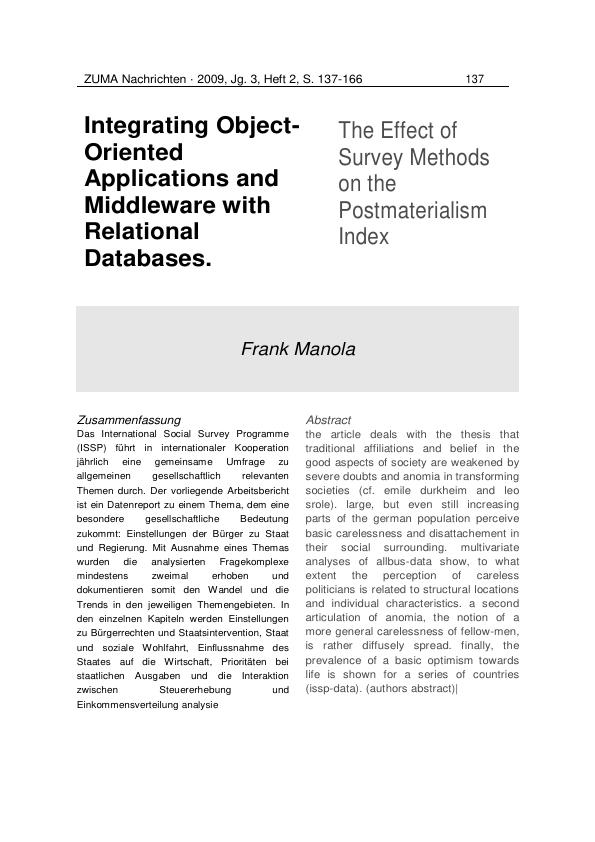 ZUMA Nachrichten · 2009, Jg. 3, Heft 2, S. 137-166 137
Integrating Object-
Oriented
Applications and
Middleware with
Relational
Databases.
The Effect of
Survey Methods
on the
Postmaterialism
Index
Frank Manola
Zusammenfassung
Das International Social Survey Programme
(ISSP) führt in internationaler Kooperation
jährlich eine gemeinsame Umfrage zu
allgemeinen gesellschaftlich relevanten
Themen durch. Der vorliegende Arbeitsbericht
ist ein Datenreport zu einem Thema, dem eine
besondere gesellschaftliche Bedeutung
zukommt: Einstellungen der Bürger zu Staat
und Regierung. Mit Ausnahme eines Themas
wurden die analysierten Fragekomplexe
mindestens zweimal erhoben und
dokumentieren somit den Wandel und die
Trends in den jeweiligen Themengebieten. In
den einzelnen Kapiteln werden Einstellungen
zu Bürgerrechten und Staatsintervention, Staat
und soziale Wohlfahrt, Einflussnahme des
Staates auf die Wirtschaft, Prioritäten bei
staatlichen Ausgaben und die Interaktion
zwischen Steuererhebung und
Einkommensverteilung analysie
Abstract
the article deals with the thesis that
traditional affiliations and belief in the
good aspects of society are weakened by
severe doubts and anomia in transforming
societies (cf. emile durkheim and leo
srole). large, but even still increasing
parts of the german population perceive
basic carelessness and disattachement in
their social surrounding. multivariate
analyses of allbus-data show, to what
extent the perception of careless
politicians is related to structural locations
and individual characteristics. a second
articulation of anomia, the notion of a
more general carelessness of fellow-men,
is rather diffusely spread. finally, the
prevalence of a basic optimism towards
life is shown for a series of countries
(issp-data). (authors abstract)|